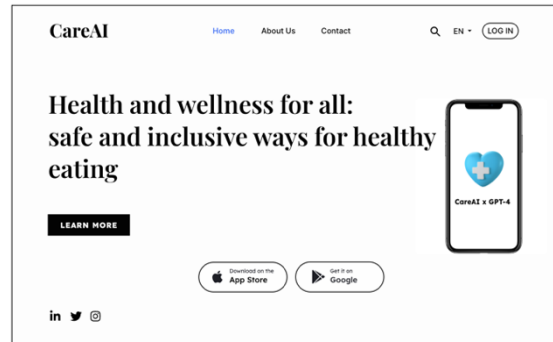 CareAI
Home About Us Contact EN LOG IN
Health and wellness for all:
safe and inclusive ways for healthy
eating
CareAI x GPT-4
LEARN MORE
Download on the
App Store
Get it on
Google
in